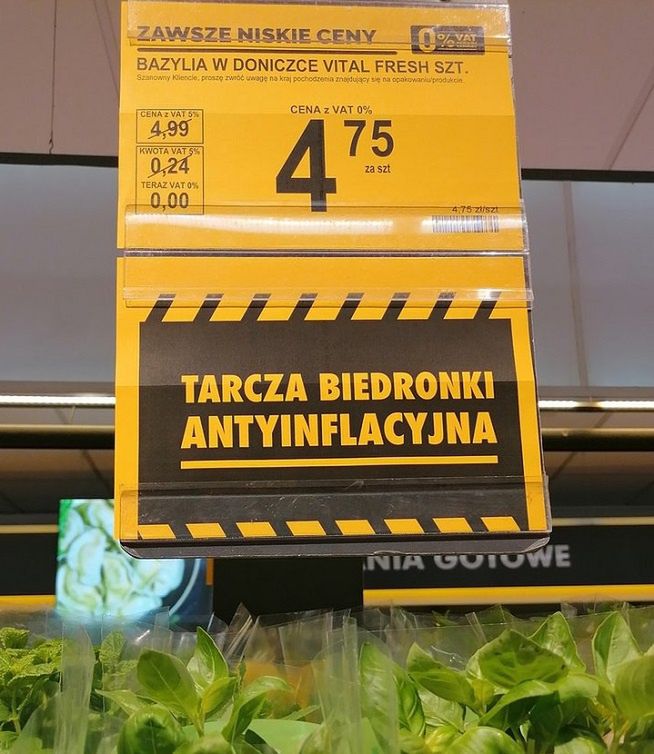 ZAWSZE NISKIE CENY
0% VAT
BAZYLIA W DONICZCE VITAL FRESH SZT.
Szanowny Kliencie, proszę zwróć uwagę na kraj pochodzenia znajdujący się na opakowaniu/produkcie.
CENA z VAT 5%
4,99
KWOTA VAT 5%
0,24
TERAZ VAT 0%
0,00
CENA z VAT 0%
4 75
za szt
4,75 zł/szt
TARCZA BIEDRONKI
ANTYINFLACYJNA
NIA GOTOWE